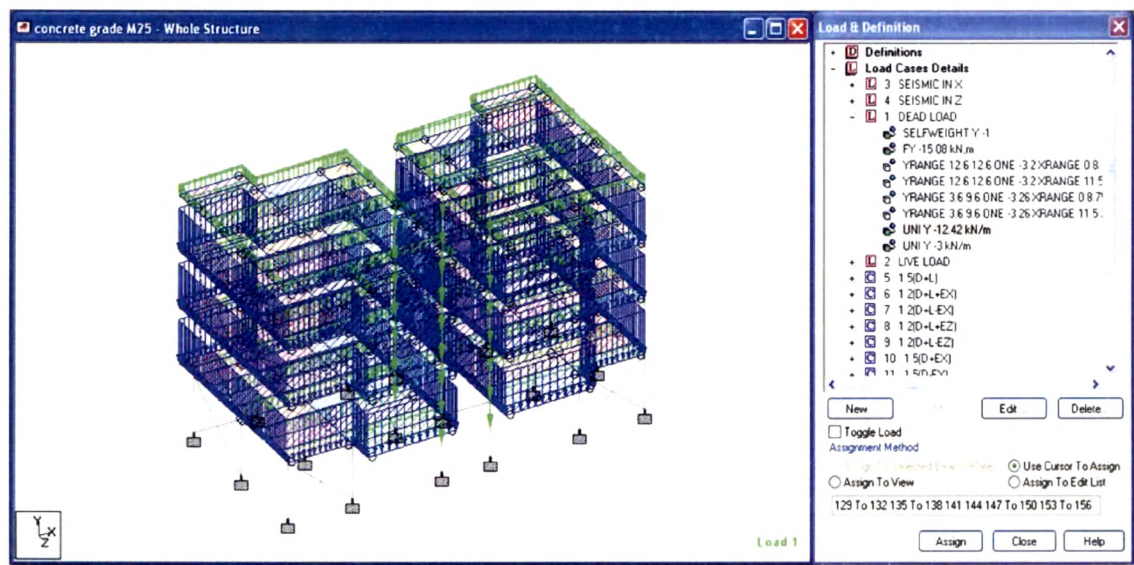 concrete grade M25 - Whole Structure
Load 1
Y
X
Z
Load & Definition
Definitions
Load Cases Details
3 SEISMIC IN X
4 SEISMIC IN Z
1 DEAD LOAD
SELFWEIGHT Y -1
FY -15.08 kN,m
YRANGE 12.6 12.6 ONE -3.2 XRANGE 0 8.
YRANGE 12.6 12.6 ONE -3.2 XRANGE 11.5
YRANGE 3.6 9.6 ONE -3.26 XRANGE 0 8.75
YRANGE 3.6 9.6 ONE -3.26 XRANGE 11.5
UNI Y -12.42 kN/m
UNI Y -3 kN/m
2 LIVE LOAD
5 1.5(D+L)
6 1.2(D+L+EX)
7 1.2(D+L-EX)
8 1.2(D+L+EZ)
9 1.2(D+L-EZ)
10 1.5(D+EX)
11 1.5(D-EX)
New
Edit...
Delete...
Toggle Load
Assignment Method
Use Cursor To Assign
Assign To View
Assign To Edit List
129 To 132 135 To 138 141 144 147 To 150 153 To 156
Assign
Close
Help